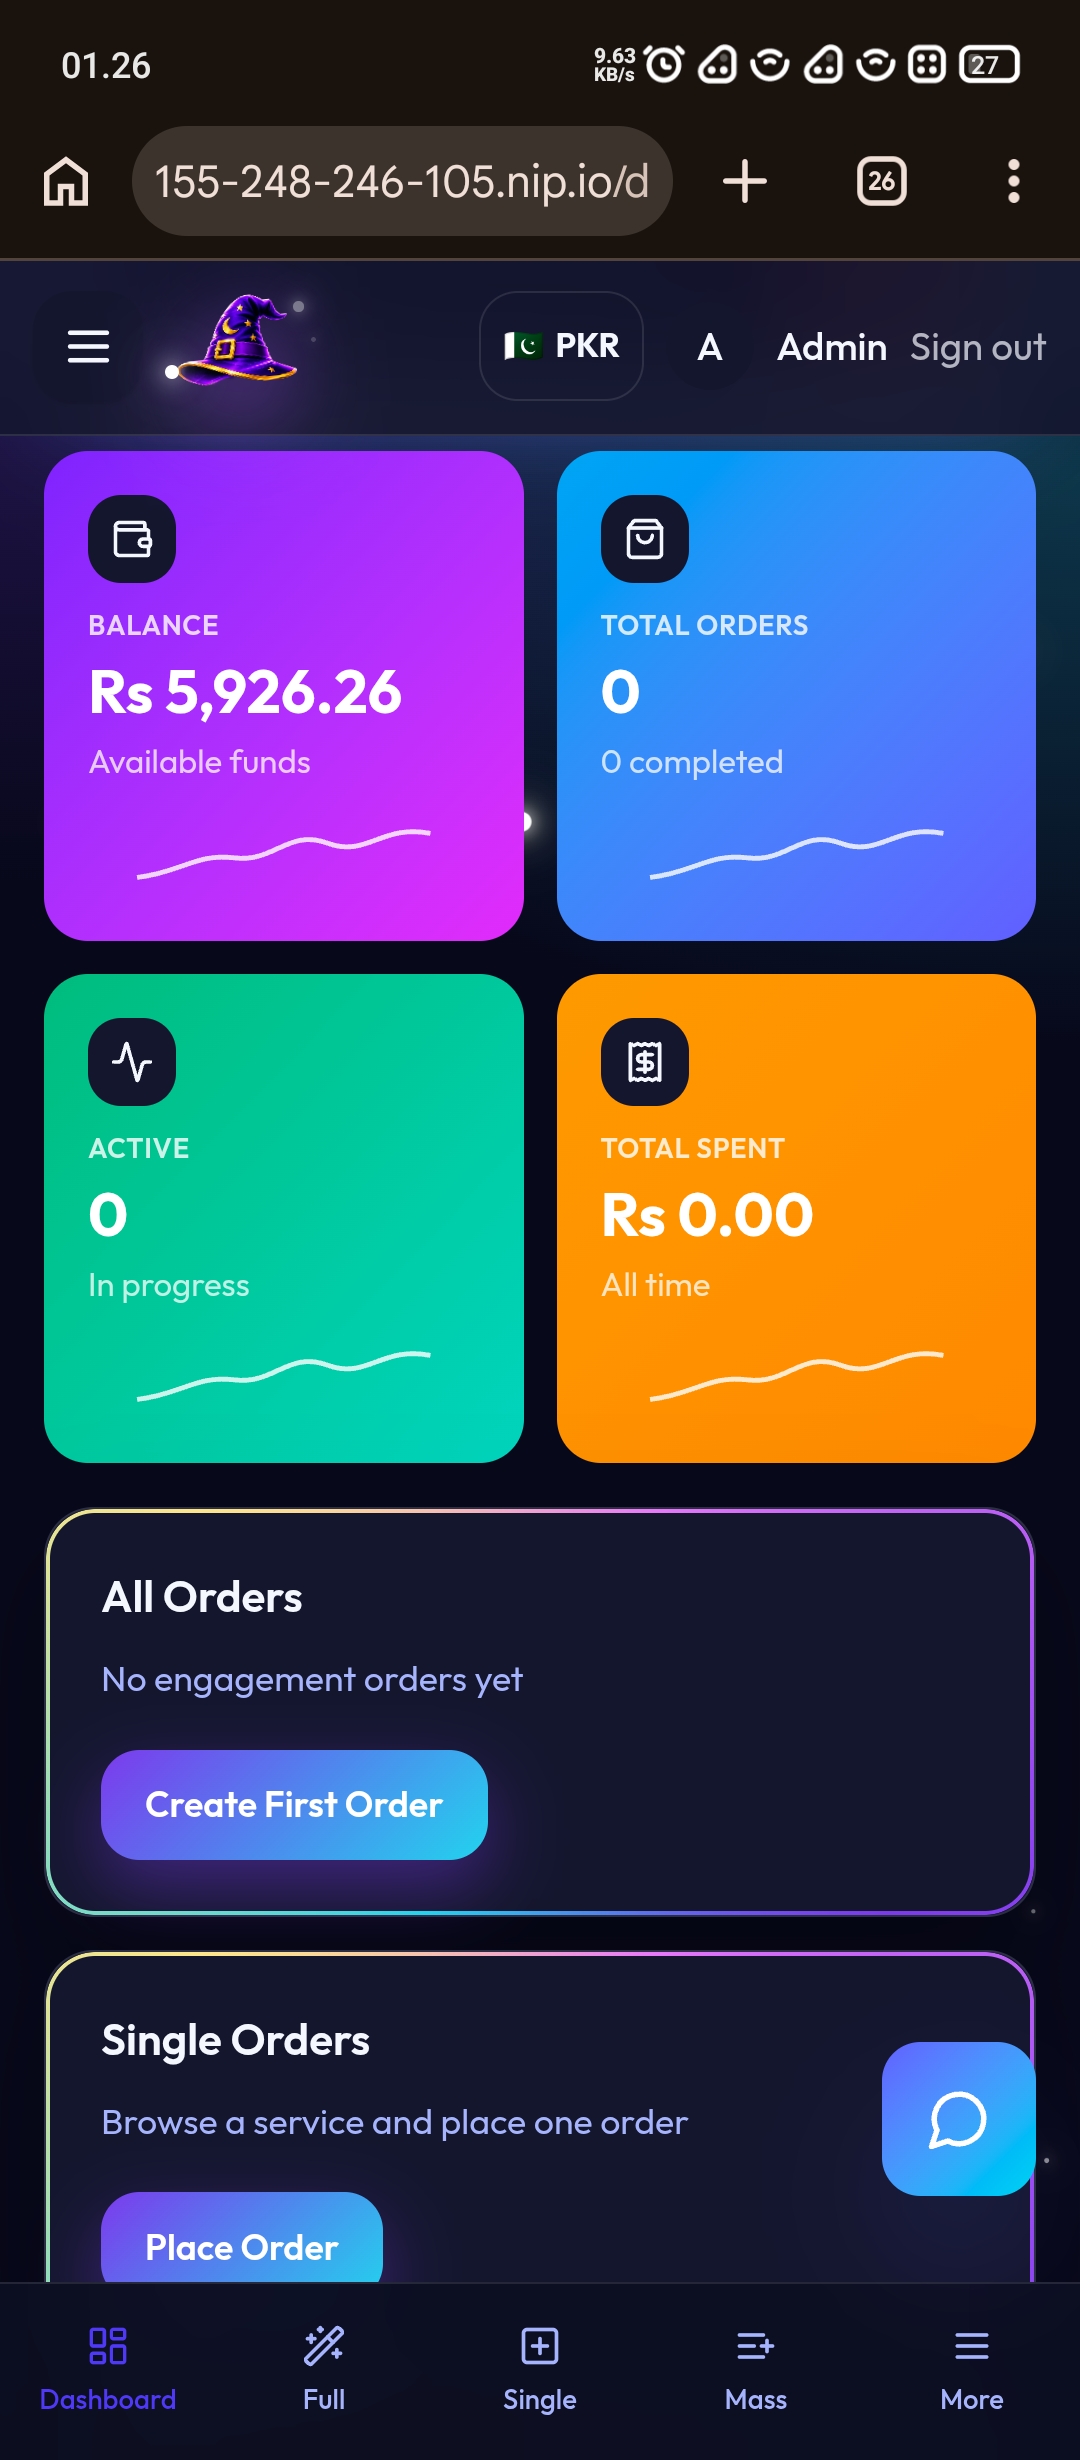 01.26
9.63
KB/s
27
155-248-246-105.nip.io/d
26
PKR
A
Admin
Sign out
BALANCE
Rs 5,926.26
Available funds
TOTAL ORDERS
0
0 completed
ACTIVE
0
In progress
TOTAL SPENT
Rs 0.00
All time
All Orders
No engagement orders yet
Create First Order
Single Orders
Browse a service and place one order
Place Order
Dashboard
Full
Single
Mass
More